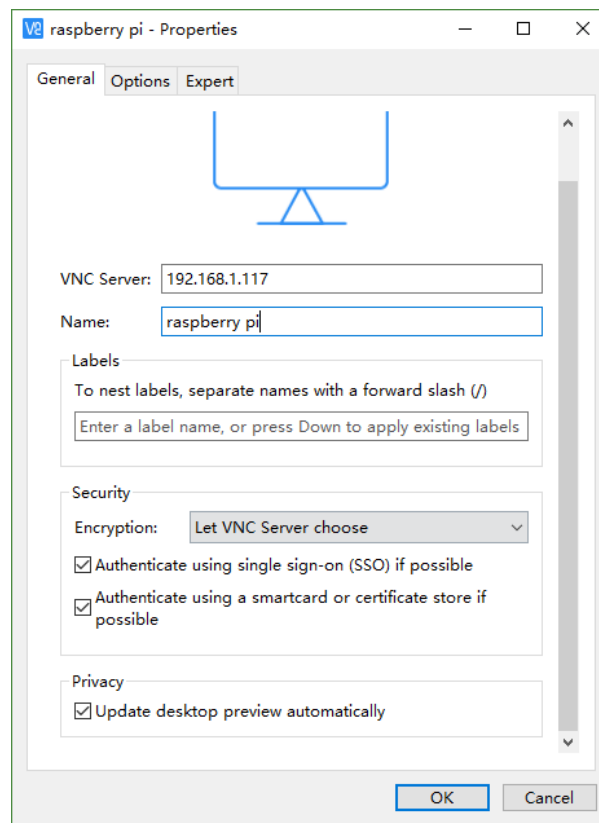 V2 raspberry pi - Properties
General Options Expert
VNC Server: 192.168.1.117
Name: raspberry pi
Labels
To nest labels, separate names with a forward slash (/)
Enter a label name, or press Down to apply existing labels
Security
Encryption: Let VNC Server choose
Authenticate using single sign-on (SSO) if possible
Authenticate using a smartcard or certificate store if
possible
Privacy
Update desktop preview automatically
OK Cancel